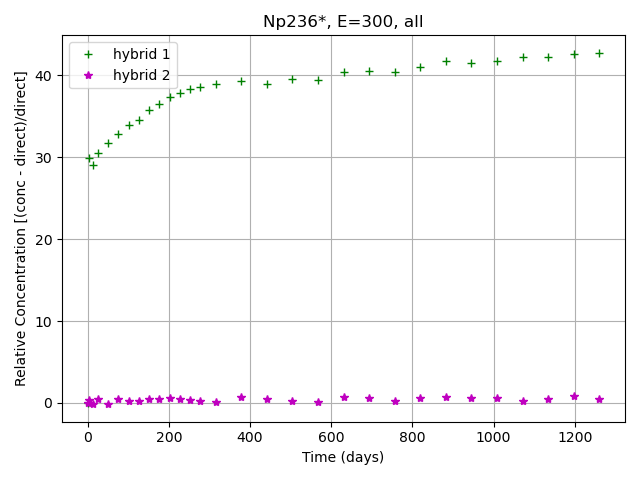 Np236*, E=300, all
hybrid 1
hybrid 2
Relative Concentration [(conc - direct)/direct]
40
30
20
10
0
0 200 400 600 800 1000 1200
Time (days)